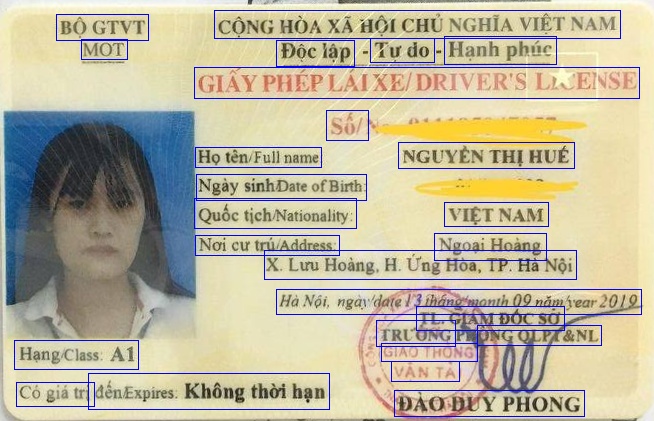 BỘ GTVT
MOT
CỘNG HÒA XÃ HỘI CHỦ NGHĨA VIỆT NAM
Độc lập - Tự do - Hạnh phúc
GIẤY PHÉP LÁI XE/DRIVER'S LICENSE
Số/
Họ tên/Full name NGUYỄN THỊ HUẾ
Ngày sinh/Date of Birth:
Quốc tịch/Nationality: VIỆT NAM
Nơi cư trú/Address: Ngoại Hoàng
X. Lưu Hoàng, H. Ứng Hòa, TP. Hà Nội
Hà Nội, ngày/date 13 tháng/month 09 năm/year 2019
TL. GIÁM ĐỐC SỞ
TRƯỞNG PHÒNG QLPT&NL
GIAO THÔNG
VẬN TẢI
Hạng/Class: A1
Có giá trị đến/Expires: Không thời hạn
ĐÀO DUY PHONG